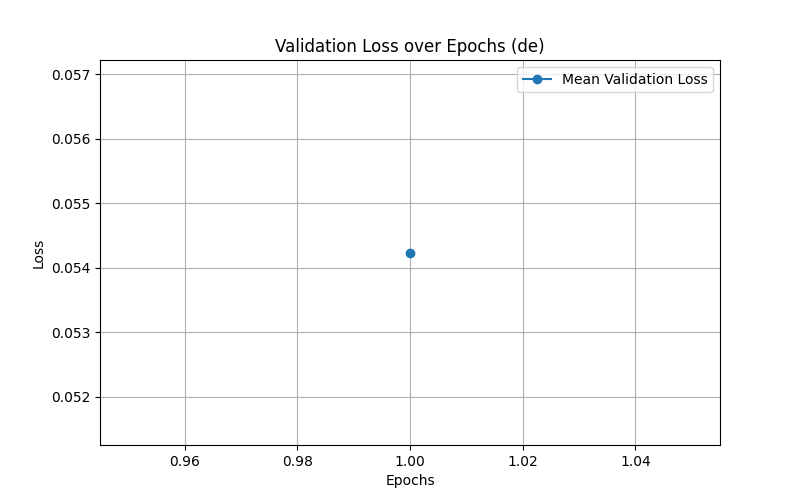 Validation Loss over Epochs (de)
Mean Validation Loss
0.057
0.056
0.055
0.054
0.053
0.052
Loss
0.96 0.98 1.00 1.02 1.04
Epochs